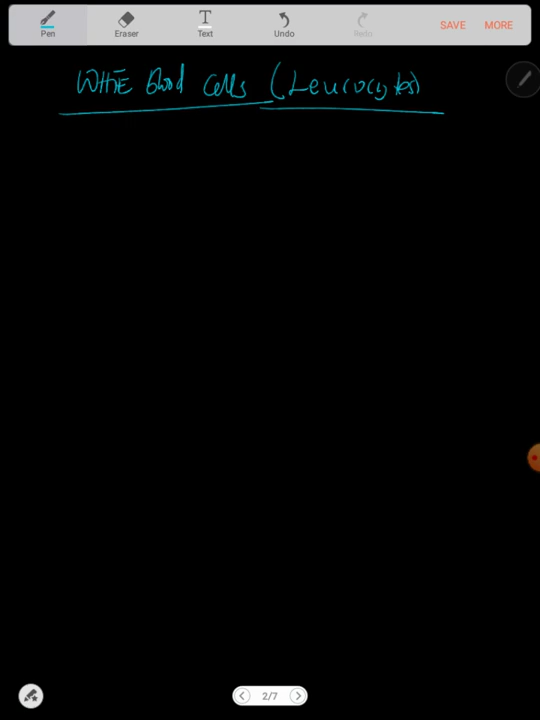 Pen Eraser Text Undo Redo SAVE MORE
WHITE Blood Cells (Leucocytes)
2/7